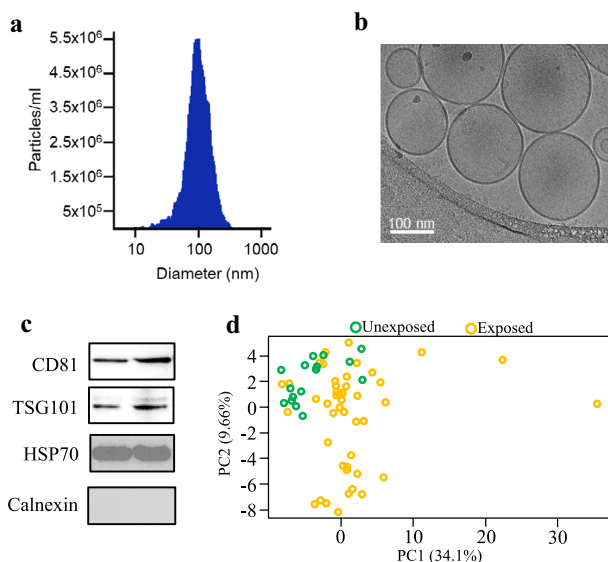 a
5.5x10⁶
4.5x10⁶
3.5x10⁶
1.5x10⁶
5x10⁵
Particles/ml
10 100 1000
Diameter (nm)
b
100 nm
c
CD81
TSG101
HSP70
Calnexin
d
Unexposed Exposed
4
2
0
-2
-4
-6
-8
PC2 (9.66%)
0 10 20 30
PC1 (34.1%)